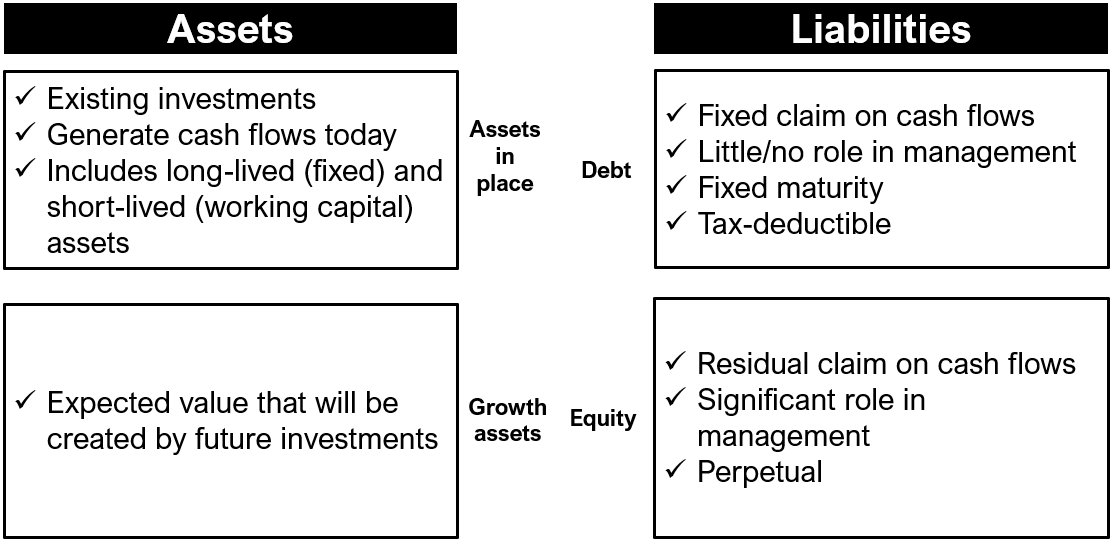 Assets
✓ Existing investments
✓ Generate cash flows today
✓ Includes long-lived (fixed) and
short-lived (working capital)
assets
Assets
in
place
✓ Expected value that will be
created by future investments
Growth
assets
Liabilities
Debt
✓ Fixed claim on cash flows
✓ Little/no role in management
✓ Fixed maturity
✓ Tax-deductible
Equity
✓ Residual claim on cash flows
✓ Significant role in
management
✓ Perpetual